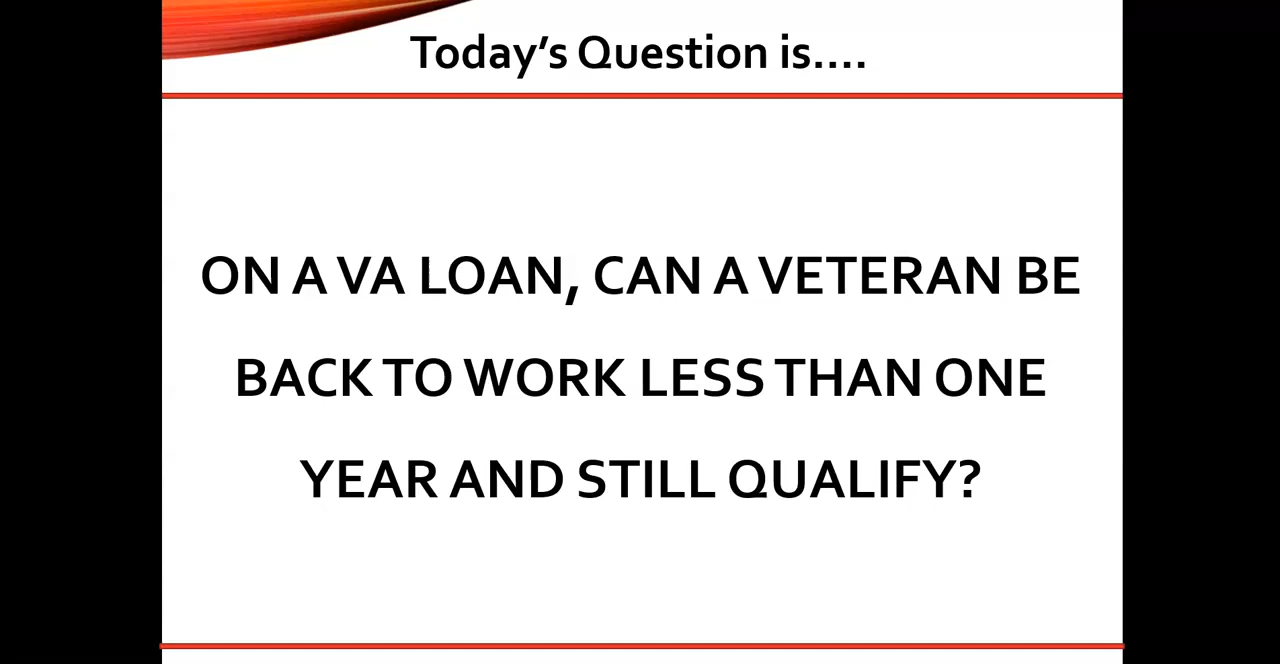 Today’s Question is....
ON A VA LOAN, CAN A VETERAN BE
BACK TO WORK LESS THAN ONE
YEAR AND STILL QUALIFY?